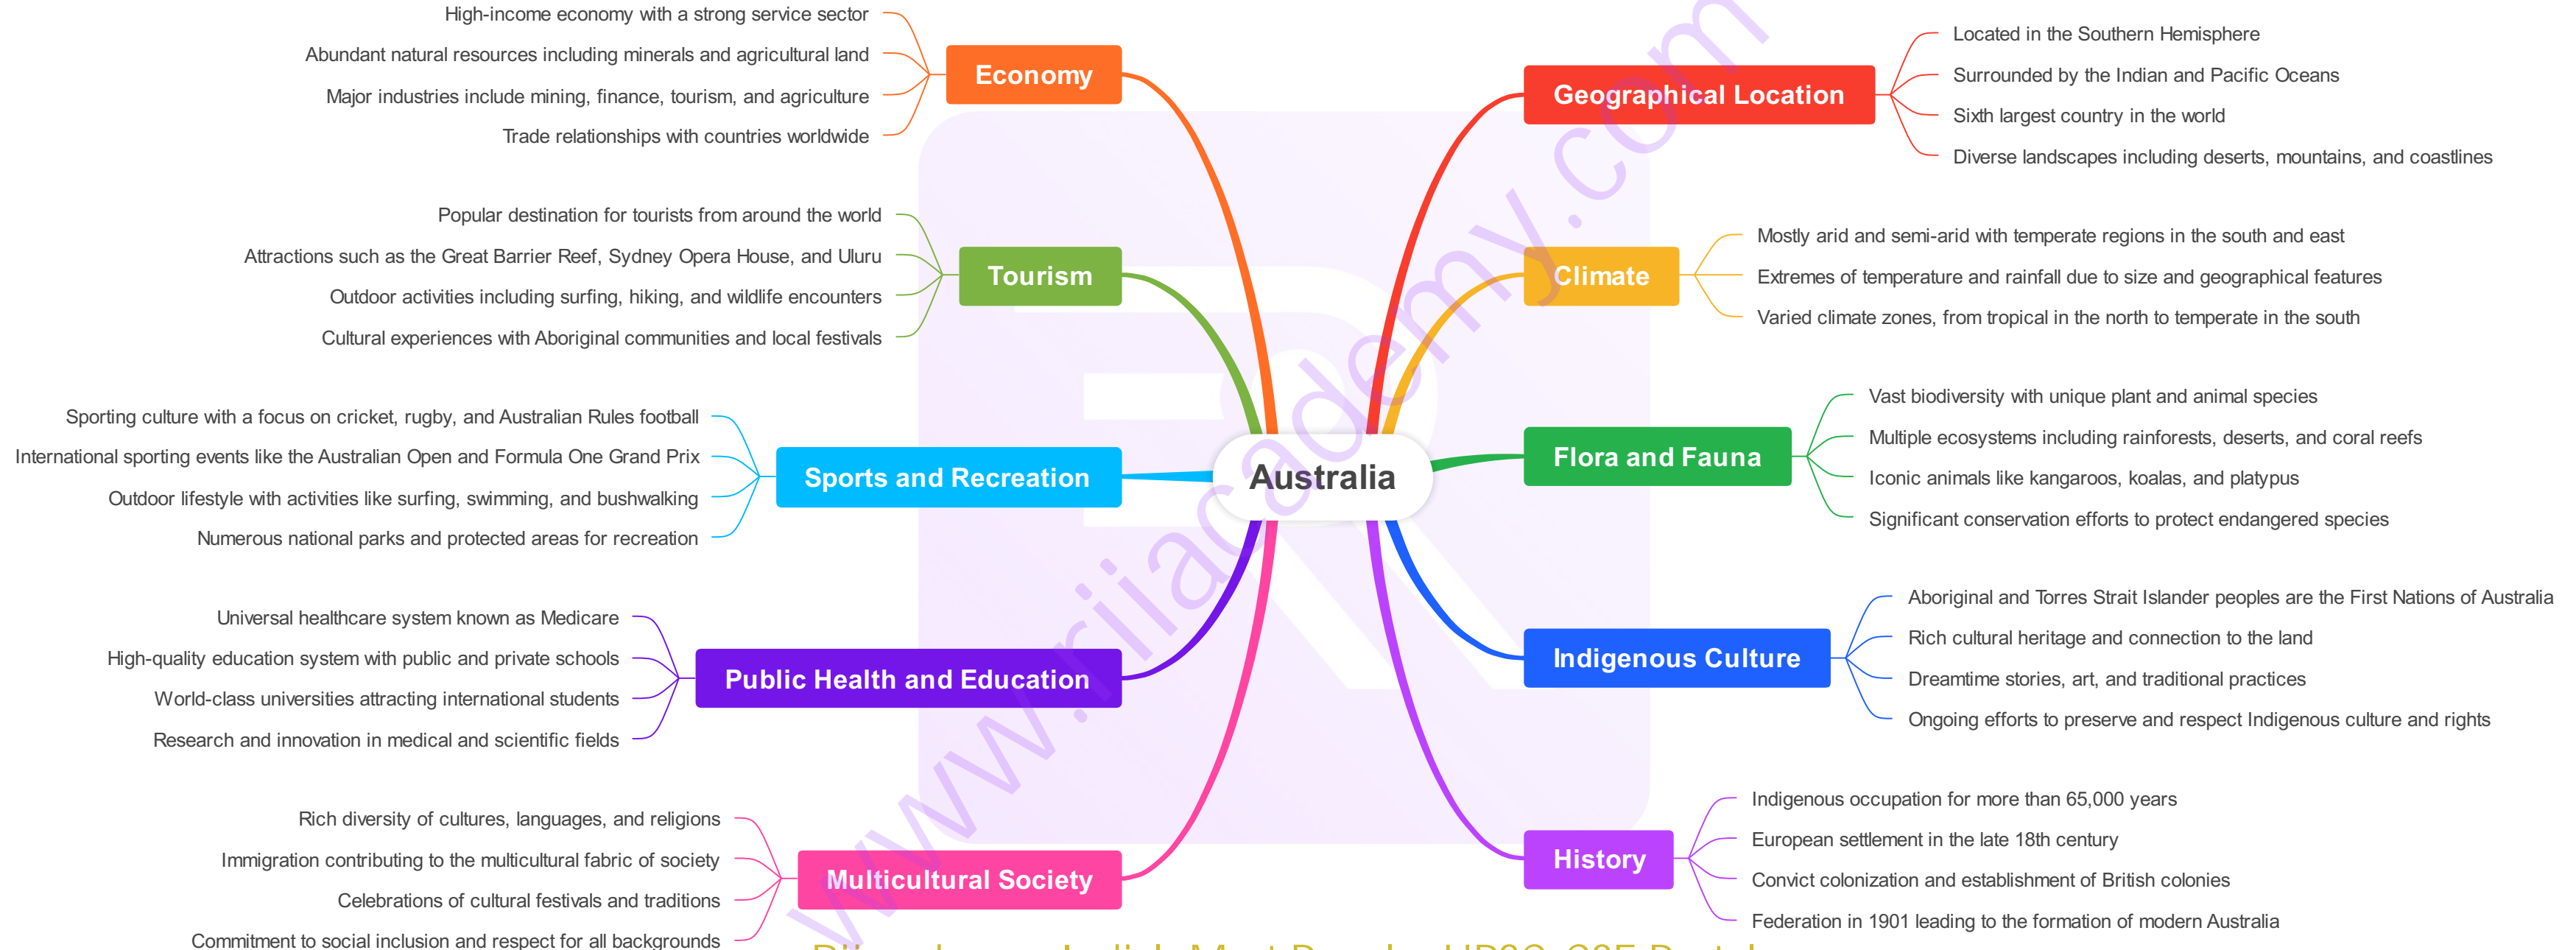 Australia
Geographical Location
Located in the Southern Hemisphere
Surrounded by the Indian and Pacific Oceans
Sixth largest country in the world
Diverse landscapes including deserts, mountains, and coastlines
Climate
Mostly arid and semi-arid with temperate regions in the south and east
Extremes of temperature and rainfall due to size and geographical features
Varied climate zones, from tropical in the north to temperate in the south
Flora and Fauna
Vast biodiversity with unique plant and animal species
Multiple ecosystems including rainforests, deserts, and coral reefs
Iconic animals like kangaroos, koalas, and platypus
Significant conservation efforts to protect endangered species
Indigenous Culture
Aboriginal and Torres Strait Islander peoples are the First Nations of Australia
Rich cultural heritage and connection to the land
Dreamtime stories, art, and traditional practices
Ongoing efforts to preserve and respect Indigenous culture and rights
History
Indigenous occupation for more than 65,000 years
European settlement in the late 18th century
Convict colonization and establishment of British colonies
Federation in 1901 leading to the formation of modern Australia
Economy
High-income economy with a strong service sector
Abundant natural resources including minerals and agricultural land
Major industries include mining, finance, tourism, and agriculture
Trade relationships with countries worldwide
Tourism
Popular destination for tourists from around the world
Attractions such as the Great Barrier Reef, Sydney Opera House, and Uluru
Outdoor activities including surfing, hiking, and wildlife encounters
Cultural experiences with Aboriginal communities and local festivals
Sports and Recreation
Sporting culture with a focus on cricket, rugby, and Australian Rules football
International sporting events like the Australian Open and Formula One Grand Prix
Outdoor lifestyle with activities like surfing, swimming, and bushwalking
Numerous national parks and protected areas for recreation
Public Health and Education
Universal healthcare system known as Medicare
High-quality education system with public and private schools
World-class universities attracting international students
Research and innovation in medical and scientific fields
Multicultural Society
Rich diversity of cultures, languages, and religions
Immigration contributing to the multicultural fabric of society
Celebrations of cultural festivals and traditions
Commitment to social inclusion and respect for all backgrounds
www.riiacademy.com